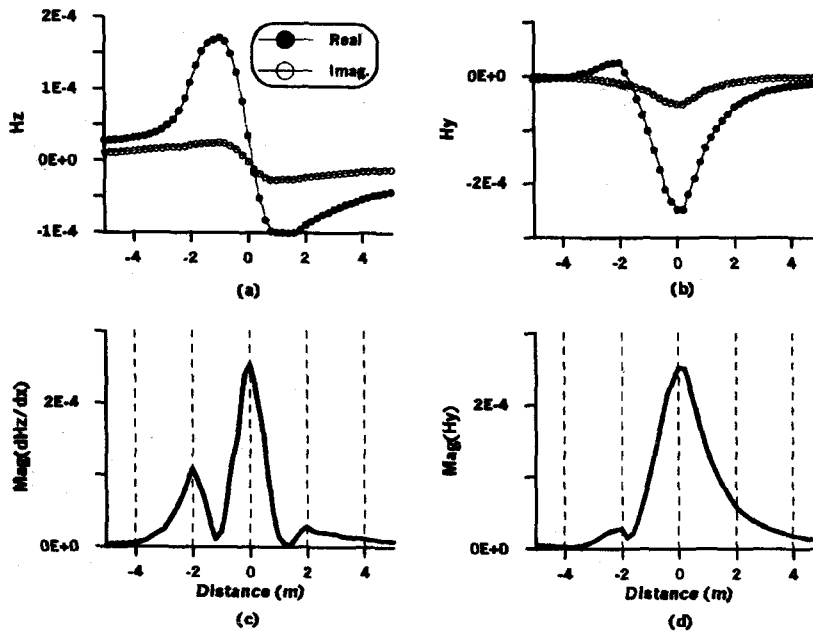 2E-4
1E-4
0E+0
-1E-4
Hz
Real
Imag.
-4 -2 0 2 4
(a)
0E+0
-2E-4
Hy
-4 -2 0 2 4
(b)
2E-4
0E+0
Mag(dHz/dx)
-4 -2 0 2 4
Distance (m)
(c)
2E-4
0E+0
Mag(Hy)
-4 -2 0 2 4
Distance (m)
(d)